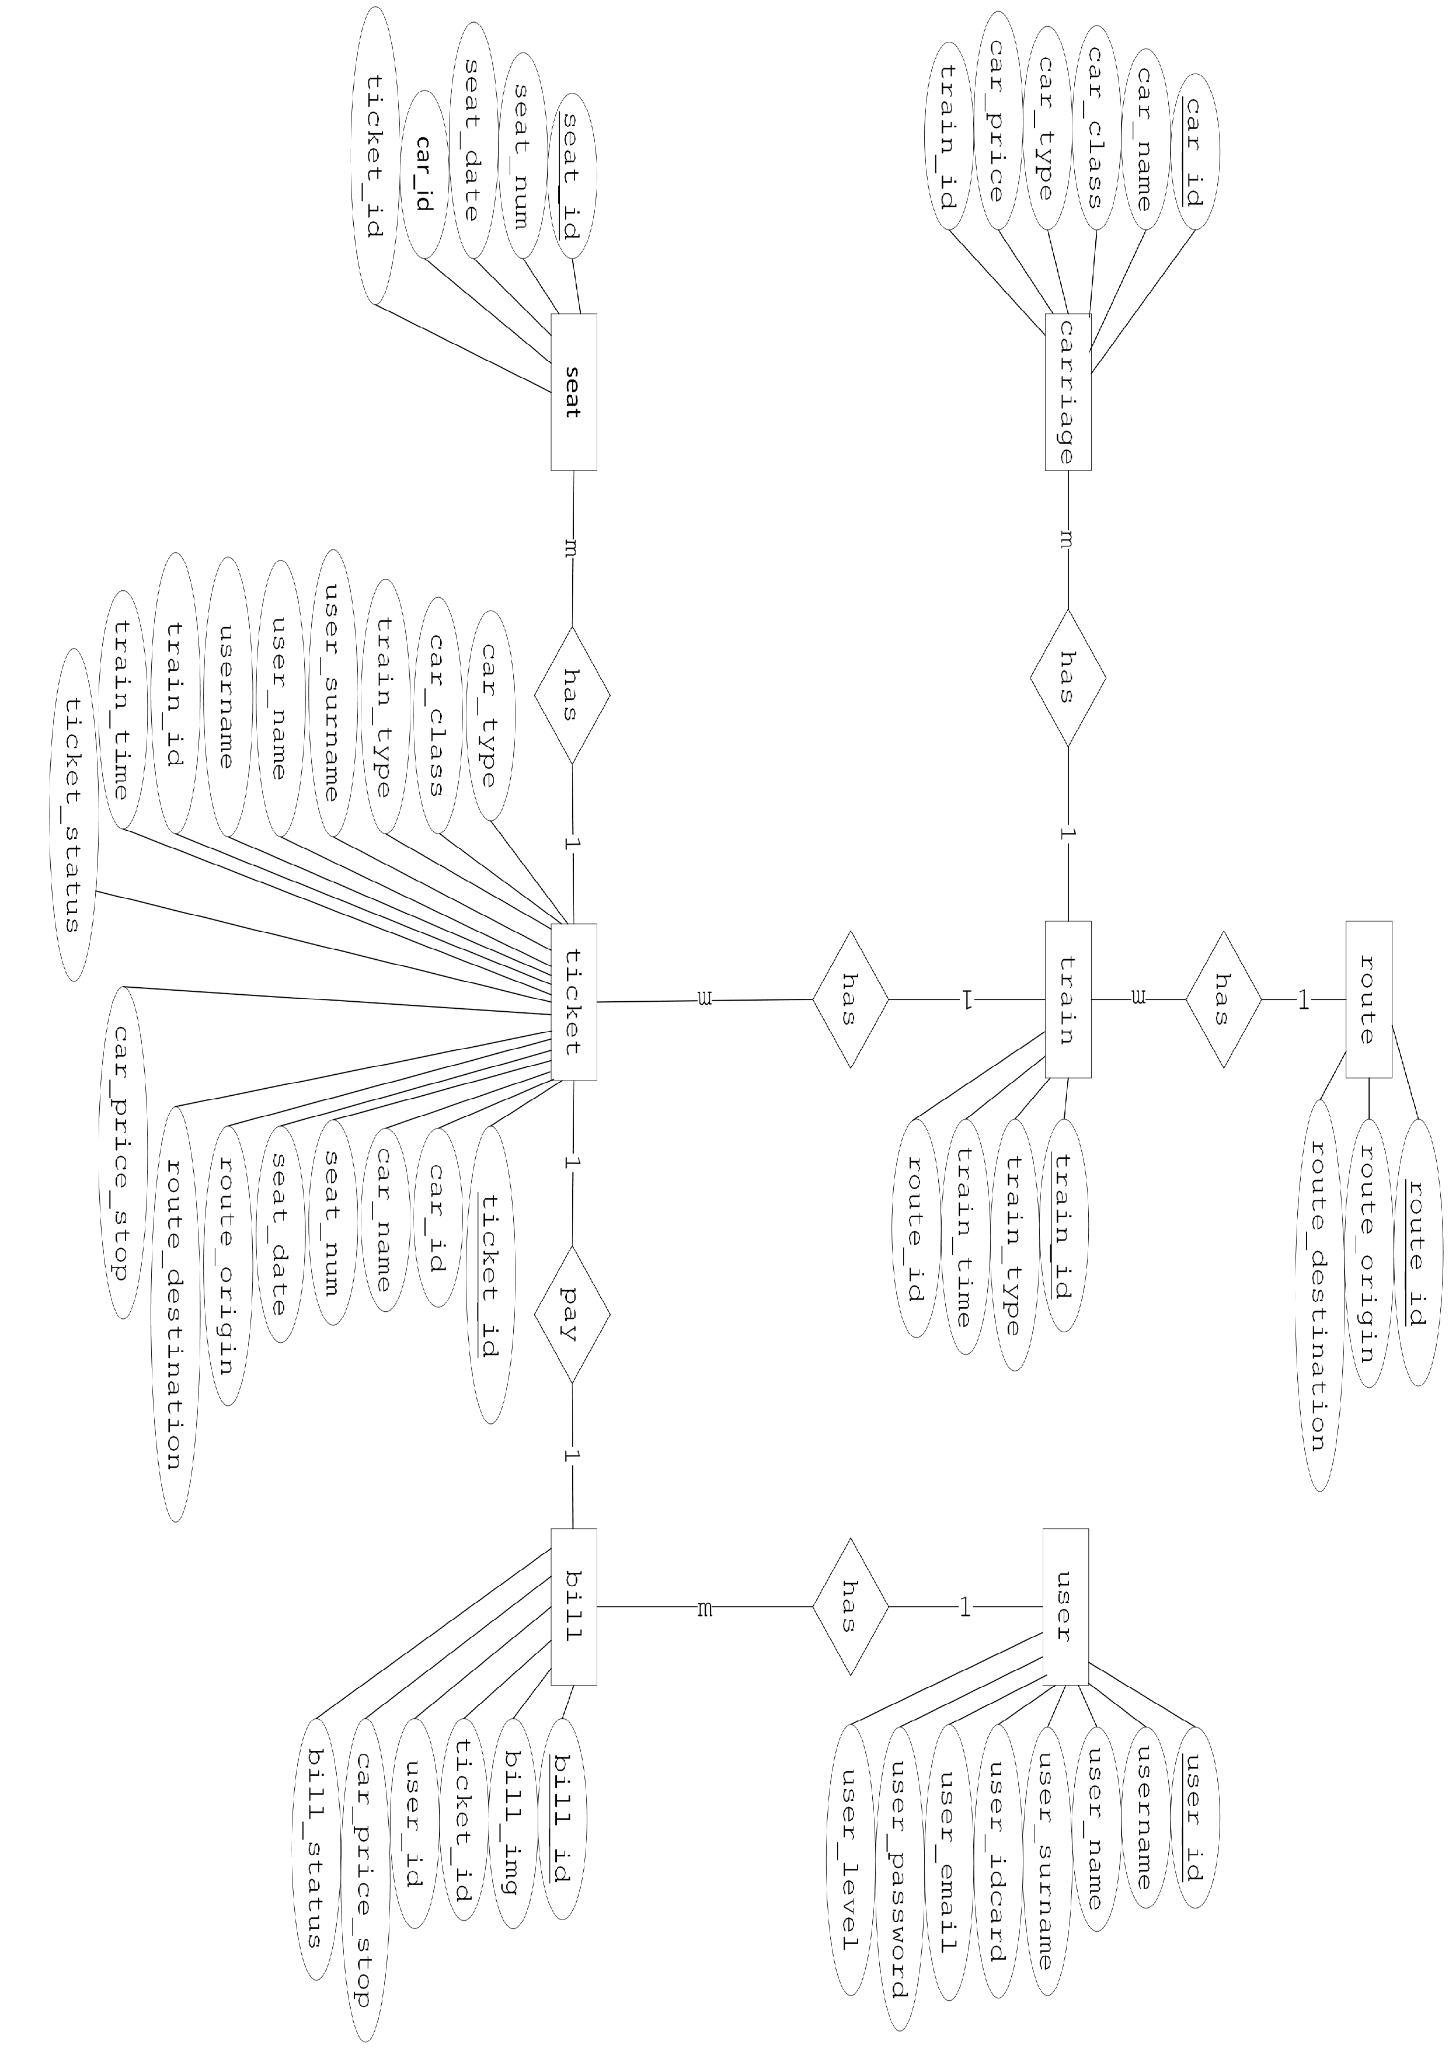 route
route_id
route_origin
route_destination
has
1
m
car_id
car_name
car_class
car_type
car_price
train_id
carriage
m
has
1
train
train_id
train_type
train_time
route_id
1
has
m
user
user_id
username
user_name
user_surname
user_idcard
user_email
user_password
user_level
1
has
m
seat_id
seat_num
seat_date
car_id
ticket_id
seat
m
has
1
ticket
car_type
car_class
train_type
user_surname
user_name
username
train_id
train_time
ticket_status
ticket_id
car_id
car_name
seat_num
seat_date
route_origin
route_destination
car_price_stop
1
pay
1
bill
bill_id
bill_img
ticket_id
user_id
car_price_stop
bill_status